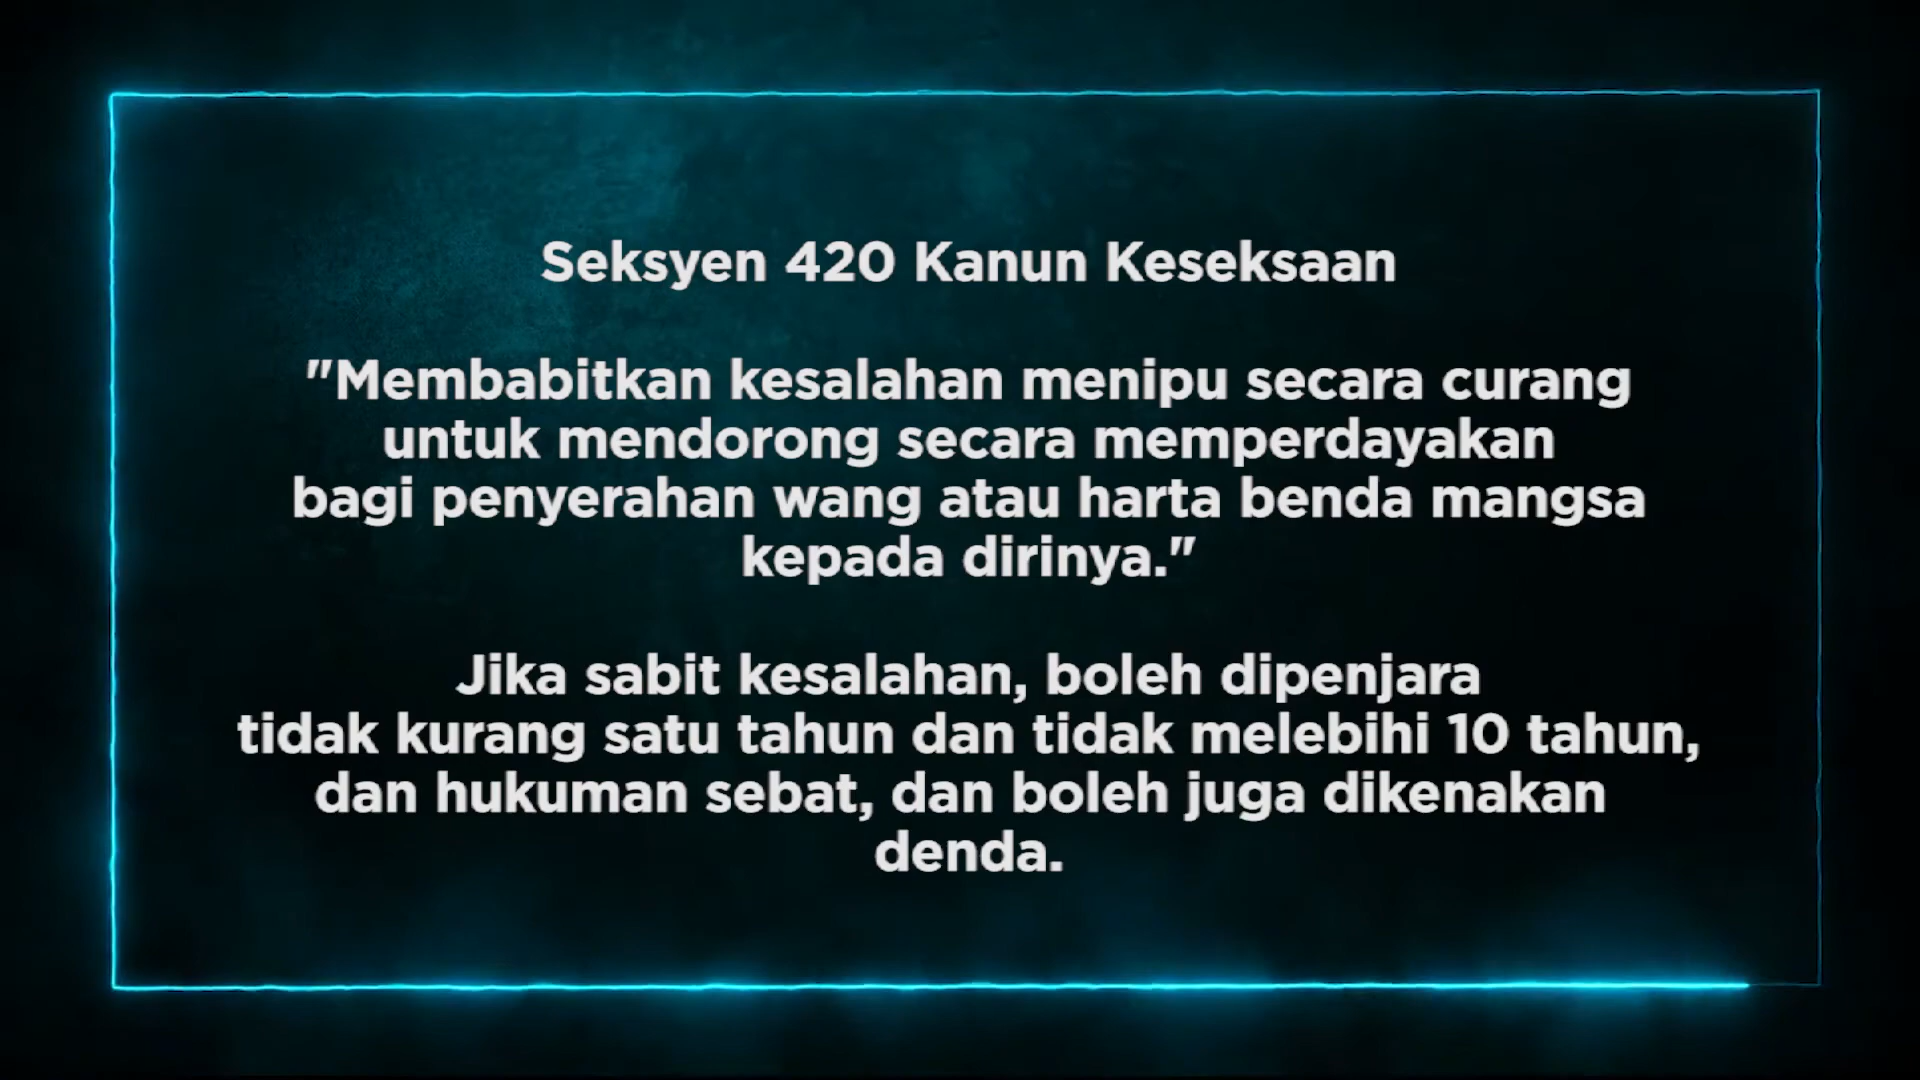 Seksyen 420 Kanun Keseksaan
"Membabitkan kesalahan menipu secara curang
untuk mendorong secara memperdayakan
bagi penyerahan wang atau harta benda mangsa
kepada dirinya."
Jika sabit kesalahan, boleh dipenjara
tidak kurang satu tahun dan tidak melebihi 10 tahun,
dan hukuman sebat, dan boleh juga dikenakan
denda.